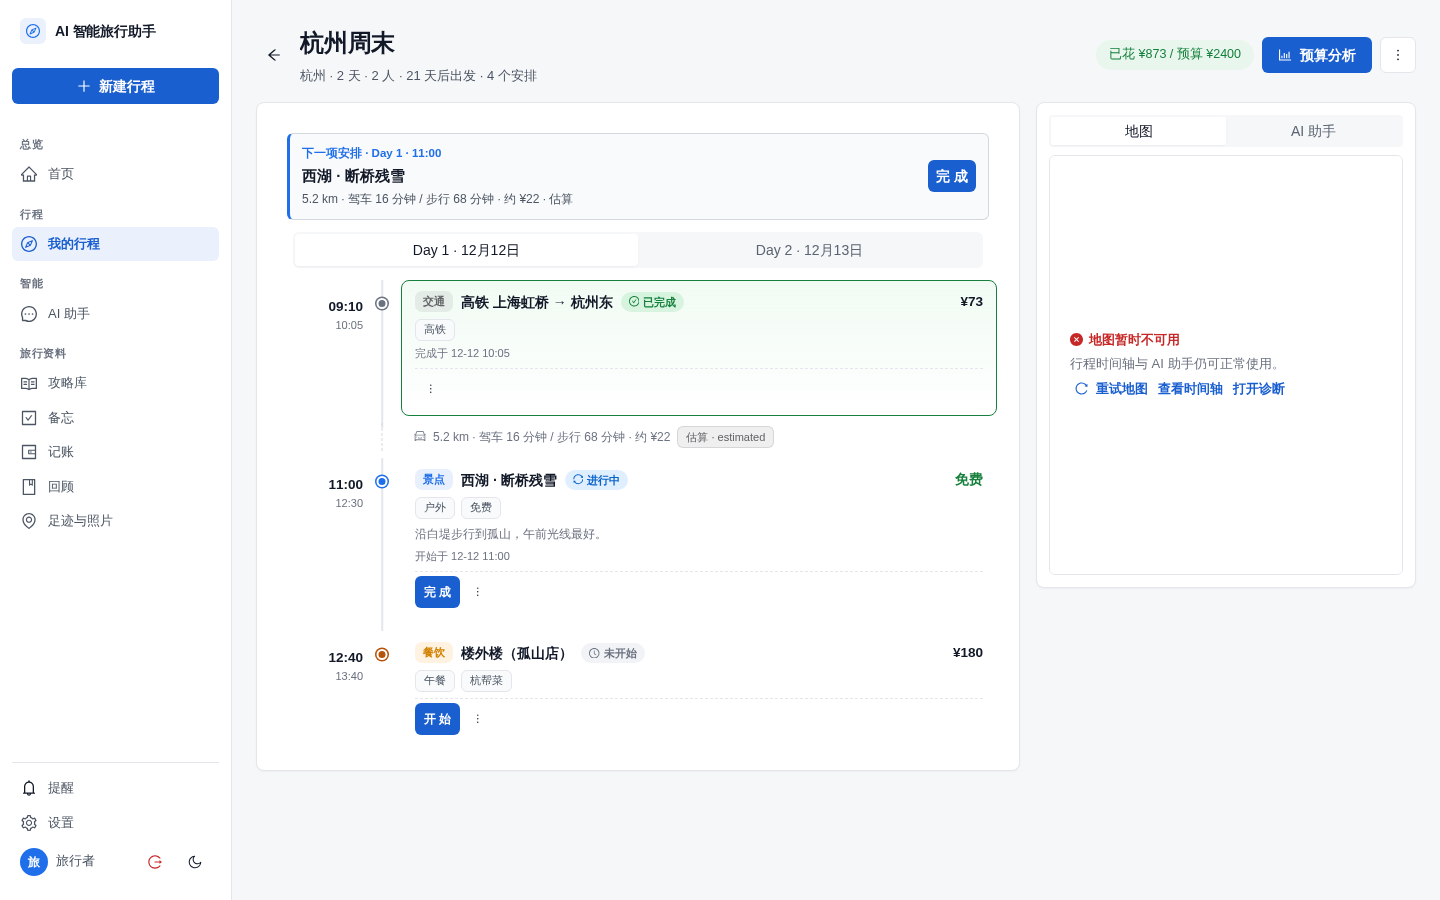 AI 智能旅行助手
新建行程
总览
首页
行程
我的行程
智能
AI 助手
旅行资料
攻略库
备忘
记账
回顾
足迹与照片
提醒
设置
旅 旅行者
杭州周末
杭州 · 2 天 · 2 人 · 21 天后出发 · 4 个安排
已花 ¥873 / 预算 ¥2400
预算分析
下一项安排 · Day 1 · 11:00
西湖 · 断桥残雪
5.2 km · 驾车 16 分钟 / 步行 68 分钟 · 约 ¥22 · 估算
完 成
Day 1 · 12月12日
Day 2 · 12月13日
09:10
10:05
交通 高铁 上海虹桥 → 杭州东 已完成 ¥73
高铁
完成于 12-12 10:05
5.2 km · 驾车 16 分钟 / 步行 68 分钟 · 约 ¥22 估算 · estimated
11:00
12:30
景点 西湖 · 断桥残雪 进行中 免费
户外 免费
沿白堤步行到孤山，午前光线最好。
开始于 12-12 11:00
完 成
12:40
13:40
餐饮 楼外楼（孤山店） 未开始 ¥180
午餐 杭帮菜
开 始
地图
AI 助手
地图暂时不可用
行程时间轴与 AI 助手仍可正常使用。
重试地图 查看时间轴 打开诊断